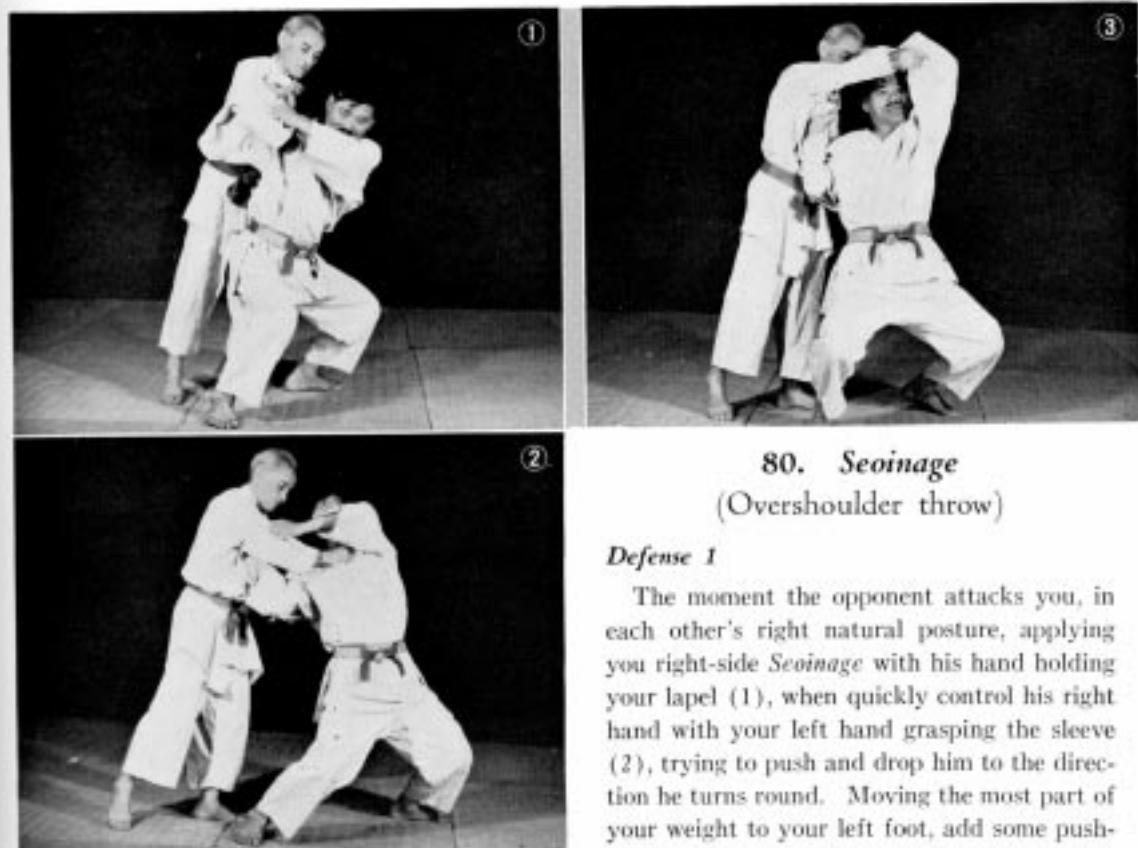 ①
③
②
80. Seoinage
(Overshoulder throw)
Defense 1
The moment the opponent attacks you, in
each other's right natural posture, applying
you right-side Seoinage with his hand holding
your lapel (1), when quickly control his right
hand with your left hand grasping the sleeve
(2), trying to push and drop him to the direc-
tion he turns round. Moving the most part of
your weight to your left foot, add some push-